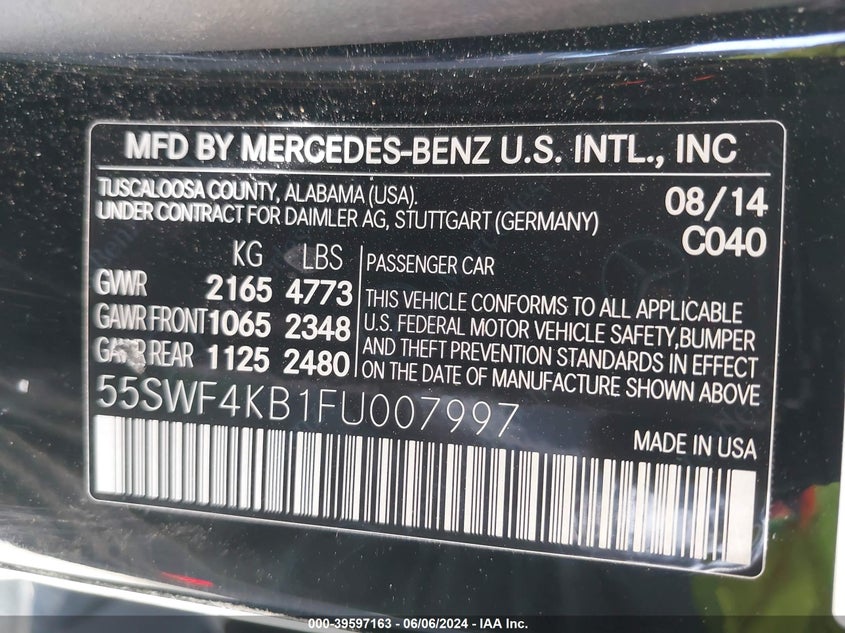 MFD BY MERCEDES-BENZ U.S. INTL., INC
TUSCALOOSA COUNTY, ALABAMA (USA).
UNDER CONTRACT FOR DAIMLER AG, STUTTGART (GERMANY)
08/14
C040
KG LBS
GVWR 2165 4773
GAWR FRONT 1065 2348
GAWR REAR 1125 2480
PASSENGER CAR
THIS VEHICLE CONFORMS TO ALL APPLICABLE
U.S. FEDERAL MOTOR VEHICLE SAFETY,BUMPER
AND THEFT PREVENTION STANDARDS IN EFFECT
ON THE DATE OF MANUFACTURE SHOWN ABOVE
55SWF4KB1FU007997
MADE IN USA
000-39597163 - 06/06/2024 - IAA Inc.